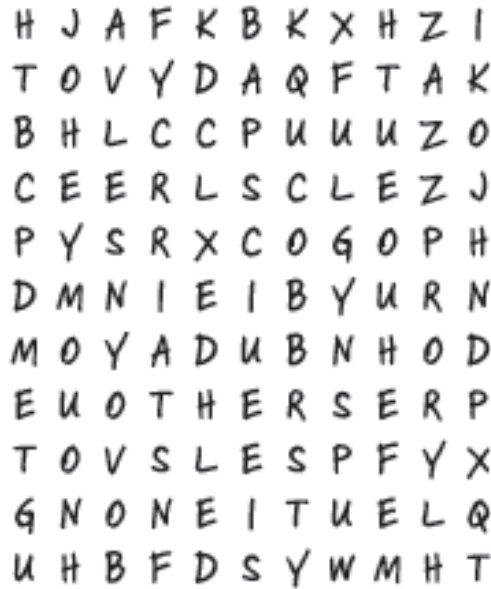 H J A F K B K X H Z I
T O V Y D A Q F T A K
B H L C C P U U U Z O
C E E R L S C L E Z J
P Y S R X C O G O P H
D M N I E I B Y U R N
M O Y A D U B N H O D
E U O T H E R S E R P
T O V S L E S P F Y X
G N O N E I T U E L Q
U H B F D S Y W M H T